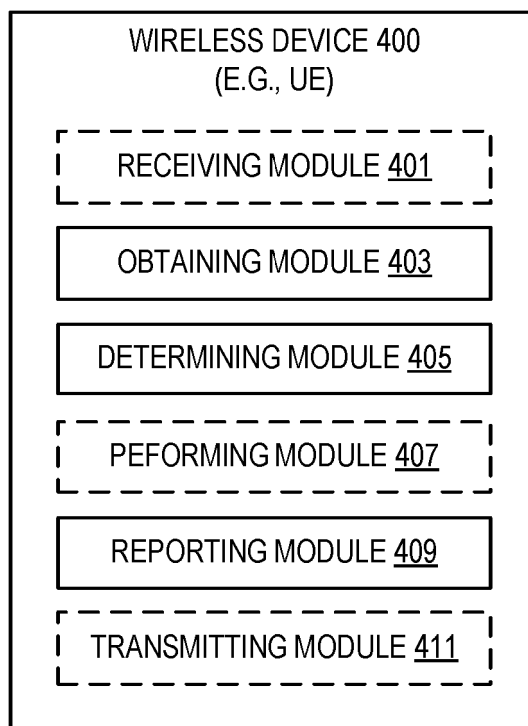 WIRELESS DEVICE 400
(E.G., UE)
RECEIVING MODULE 401
OBTAINING MODULE 403
DETERMINING MODULE 405
PEFORMING MODULE 407
REPORTING MODULE 409
TRANSMITTING MODULE 411